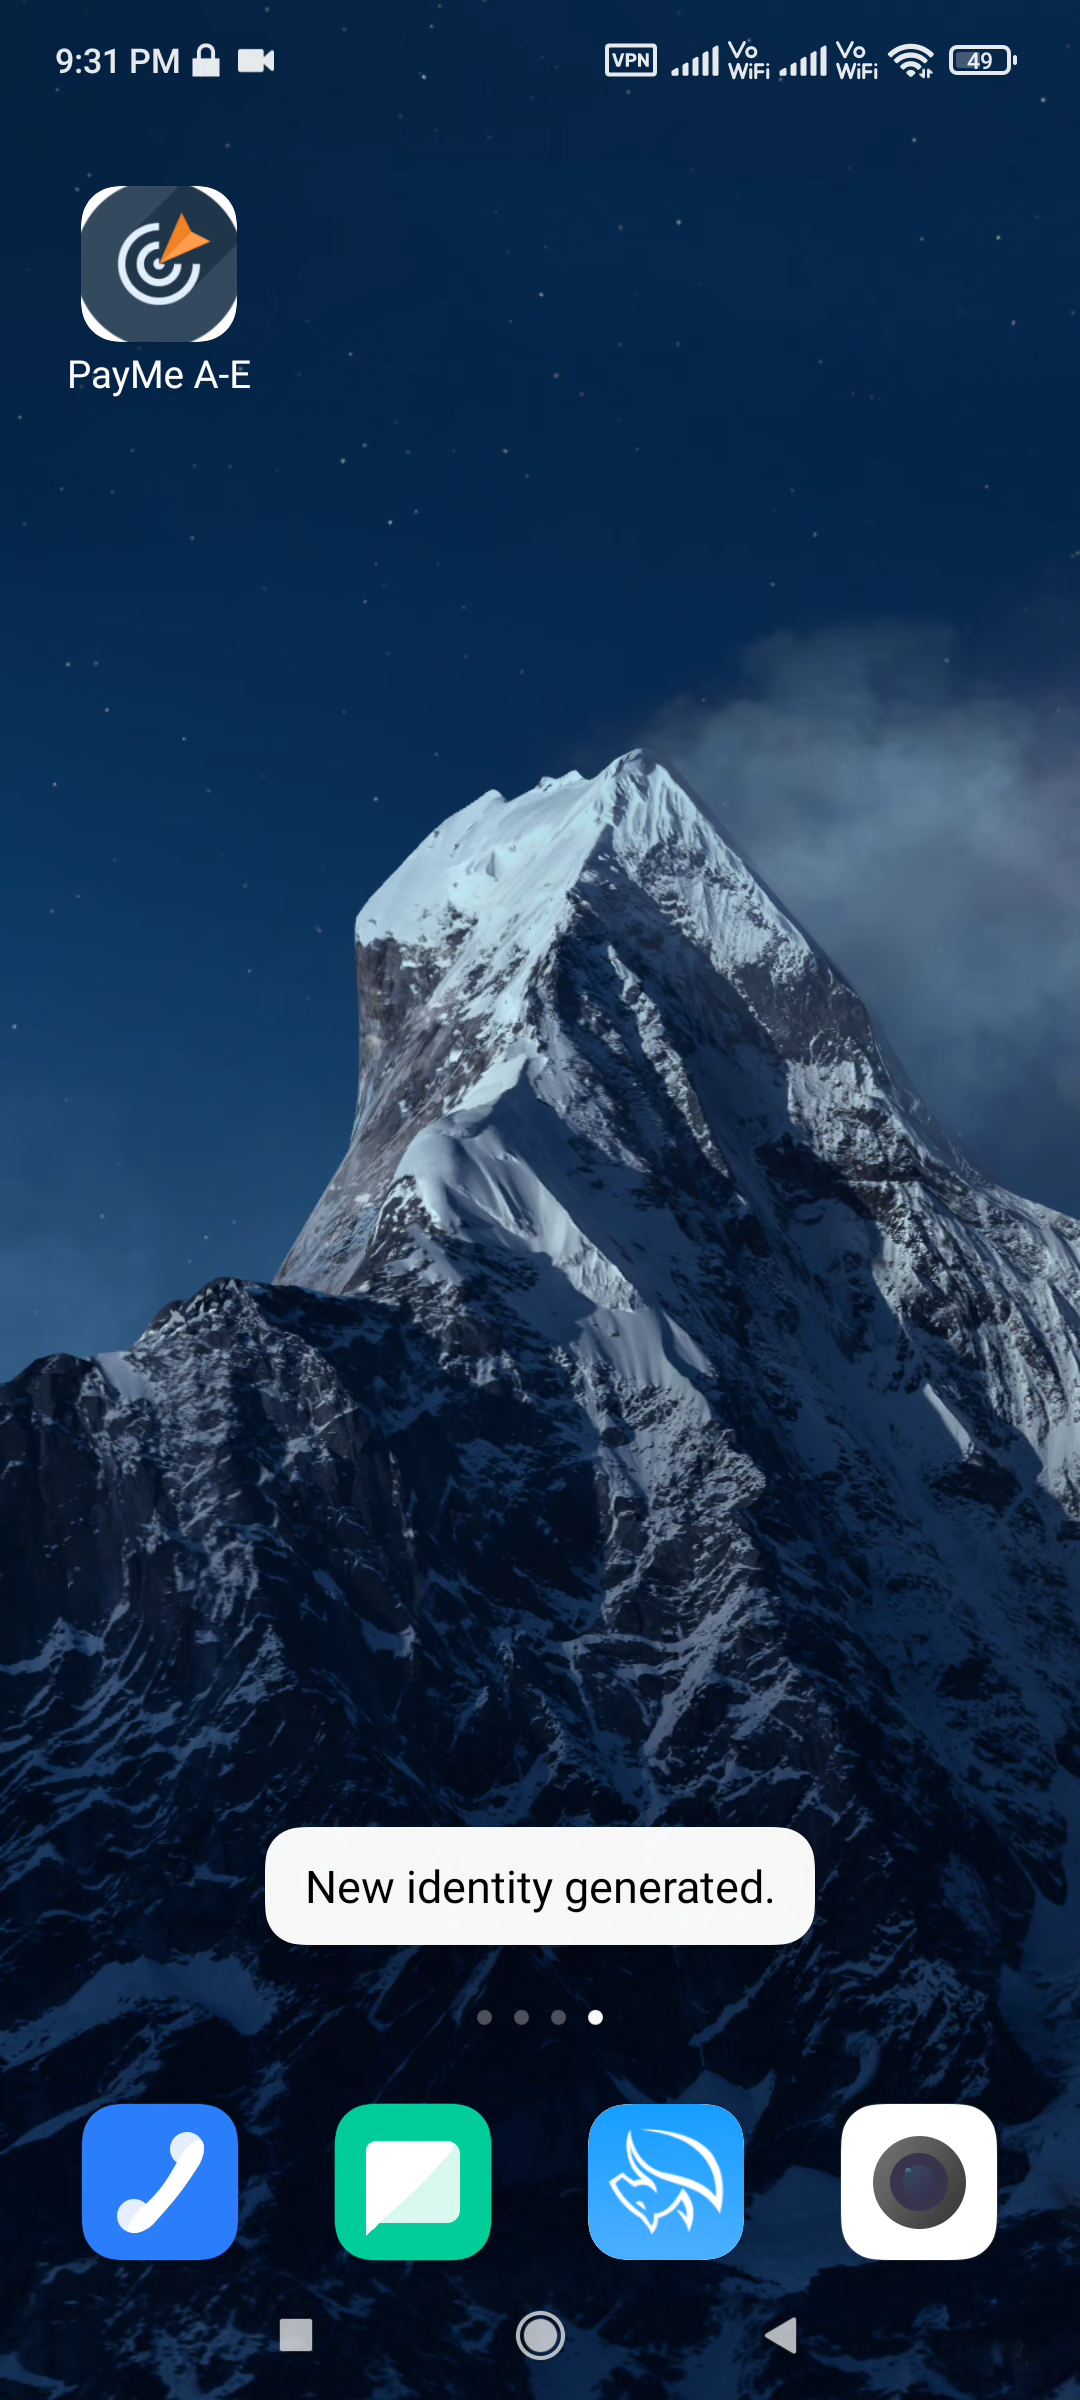 9:31 PM
VPN
Vo
WiFi
Vo
WiFi
49
PayMe A-E
New identity generated.